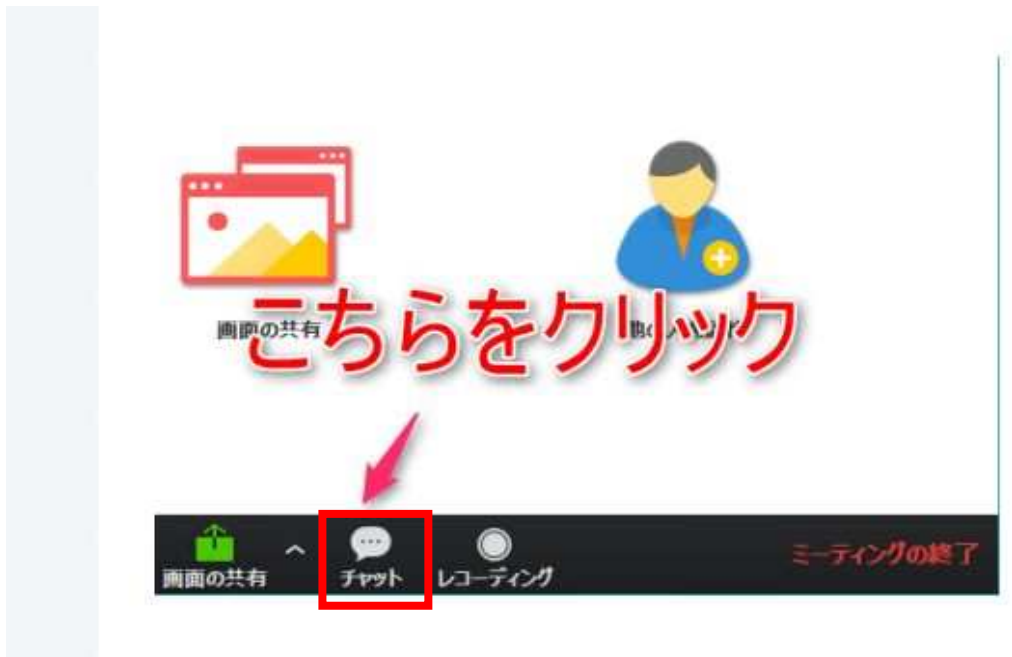 画面の共有
こちらをクリック
画面の共有
チャット
レコーディング
ミーティングの終了